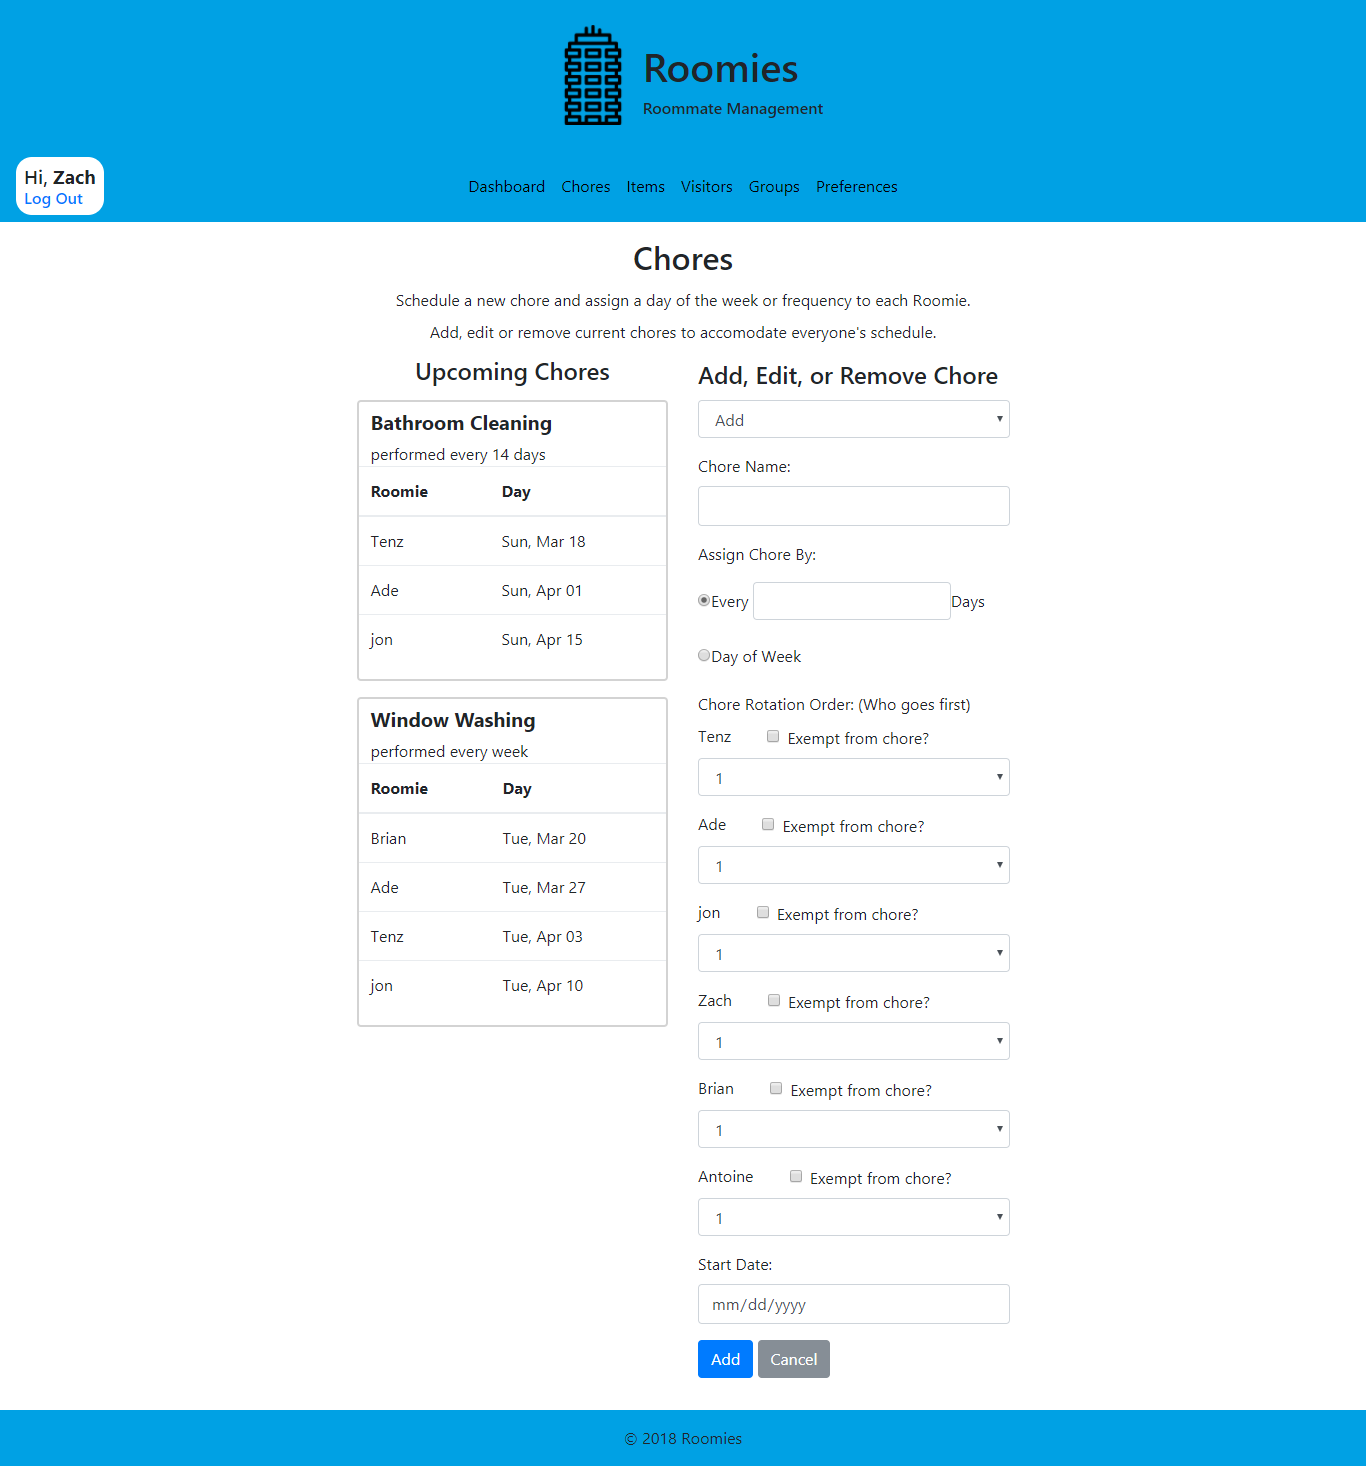 Roomies
Roommate Management
Hi, Zach
Log Out
Dashboard Chores Items Visitors Groups Preferences
Chores
Schedule a new chore and assign a day of the week or frequency to each Roomie.
Add, edit or remove current chores to accomodate everyone's schedule.
Upcoming Chores
Bathroom Cleaning
performed every 14 days
Roomie Day
Tenz Sun, Mar 18
Ade Sun, Apr 01
jon Sun, Apr 15
Window Washing
performed every week
Roomie Day
Brian Tue, Mar 20
Ade Tue, Mar 27
Tenz Tue, Apr 03
jon Tue, Apr 10
Add, Edit, or Remove Chore
Add
Chore Name:
Assign Chore By:
Every Days
Day of Week
Chore Rotation Order: (Who goes first)
Tenz Exempt from chore?
1
Ade Exempt from chore?
1
jon Exempt from chore?
1
Zach Exempt from chore?
1
Brian Exempt from chore?
1
Antoine Exempt from chore?
1
Start Date:
mm/dd/yyyy
Add Cancel
© 2018 Roomies